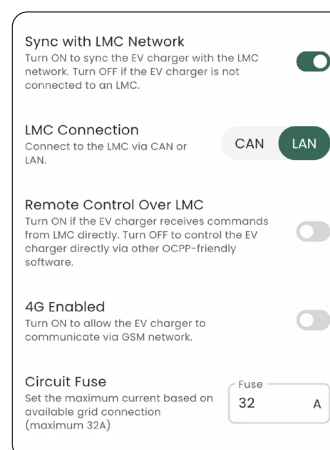 Sync with LMC Network
Turn ON to sync the EV charger with the LMC
network. Turn OFF if the EV charger is not
connected to an LMC.
LMC Connection
Connect to the LMC via CAN or
LAN.
CAN LAN
Remote Control Over LMC
Turn ON if the EV charger receives commands
from LMC directly. Turn OFF to control the EV
charger directly via other OCPP-friendly
software.
4G Enabled
Turn ON to allow the EV charger to
communicate via GSM network.
Circuit Fuse
Set the maximum current based on
available grid connection
(maximum 32A)
Fuse
32 A